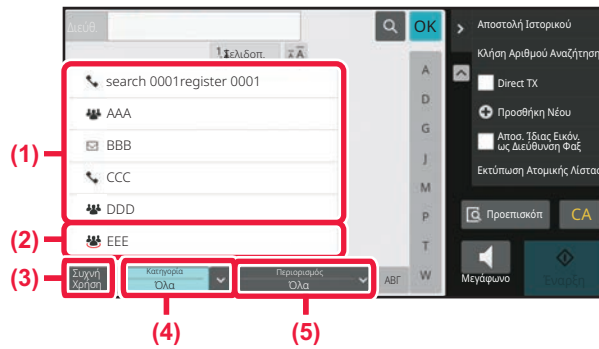 Διεύθ.
OK
1 Σελιδοπ.
search 0001register 0001
AAA
BBB
CCC
DDD
EEE
(1)
(2)
(3)
Συχνή
Χρήση
Κατηγορία
Όλα
Περιορισμός
Όλα
ΑΒΓ
(4)
(5)
A
D
G
J
M
P
T
W
Αποστολή Ιστορικού
Κλήση Αριθμού Αναζήτηση
Direct TX
Προσθήκη Νέου
Αποσ. Ίδιας Εικόν.
ως Διεύθυνση Φαξ
Εκτύπωση Ατομικής Λίστας
Προεπισκόπ
CA
Μεγάφωνο
Έναρξη